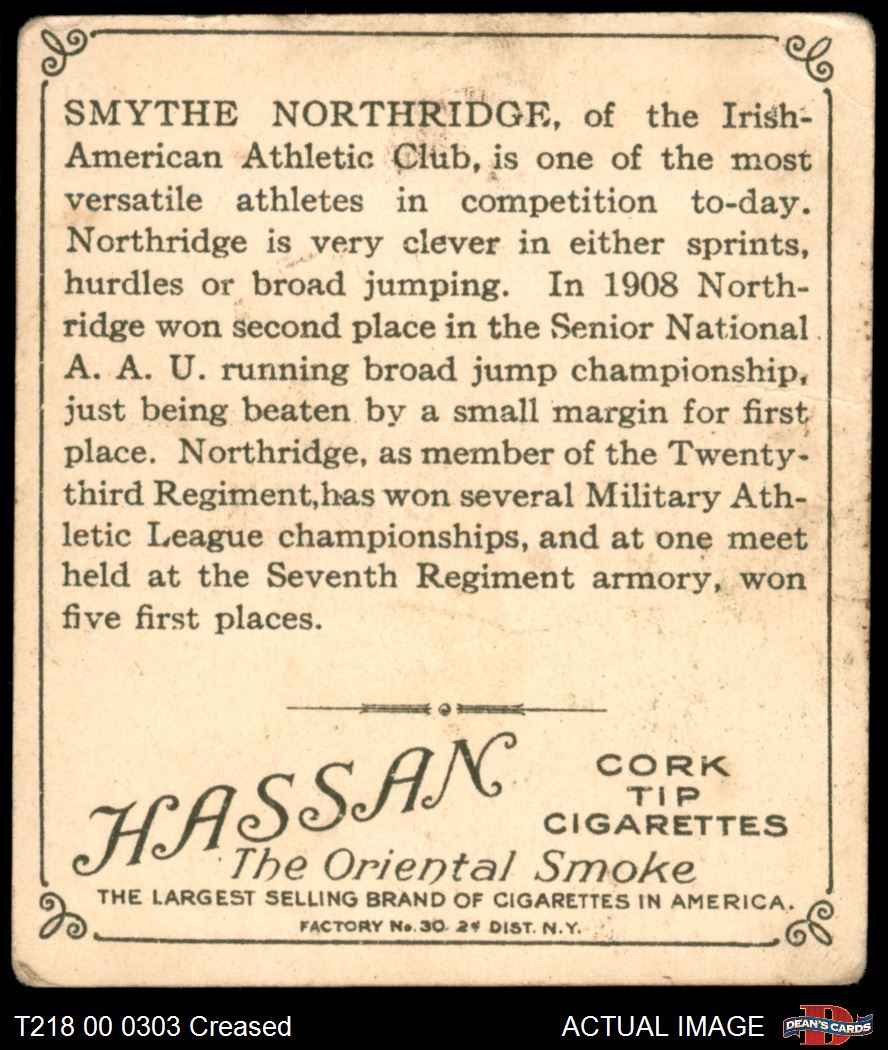 SMYTHE NORTHRIDGE, of the Irish-
American Athletic Club, is one of the most
versatile athletes in competition to-day.
Northridge is very clever in either sprints,
hurdles or broad jumping. In 1908 North-
ridge won second place in the Senior National
A. A. U. running broad jump championship,
just being beaten by a small margin for first
place. Northridge, as member of the Twenty-
third Regiment,has won several Military Ath-
letic League championships, and at one meet
held at the Seventh Regiment armory, won
five first places.
HASSAN
CORK
TIP
CIGARETTES
The Oriental Smoke
THE LARGEST SELLING BRAND OF CIGARETTES IN AMERICA.
FACTORY No. 30. 2d DIST. N.Y.
T218 00 0303 Creased
ACTUAL IMAGE
D
DEAN'S CARDS